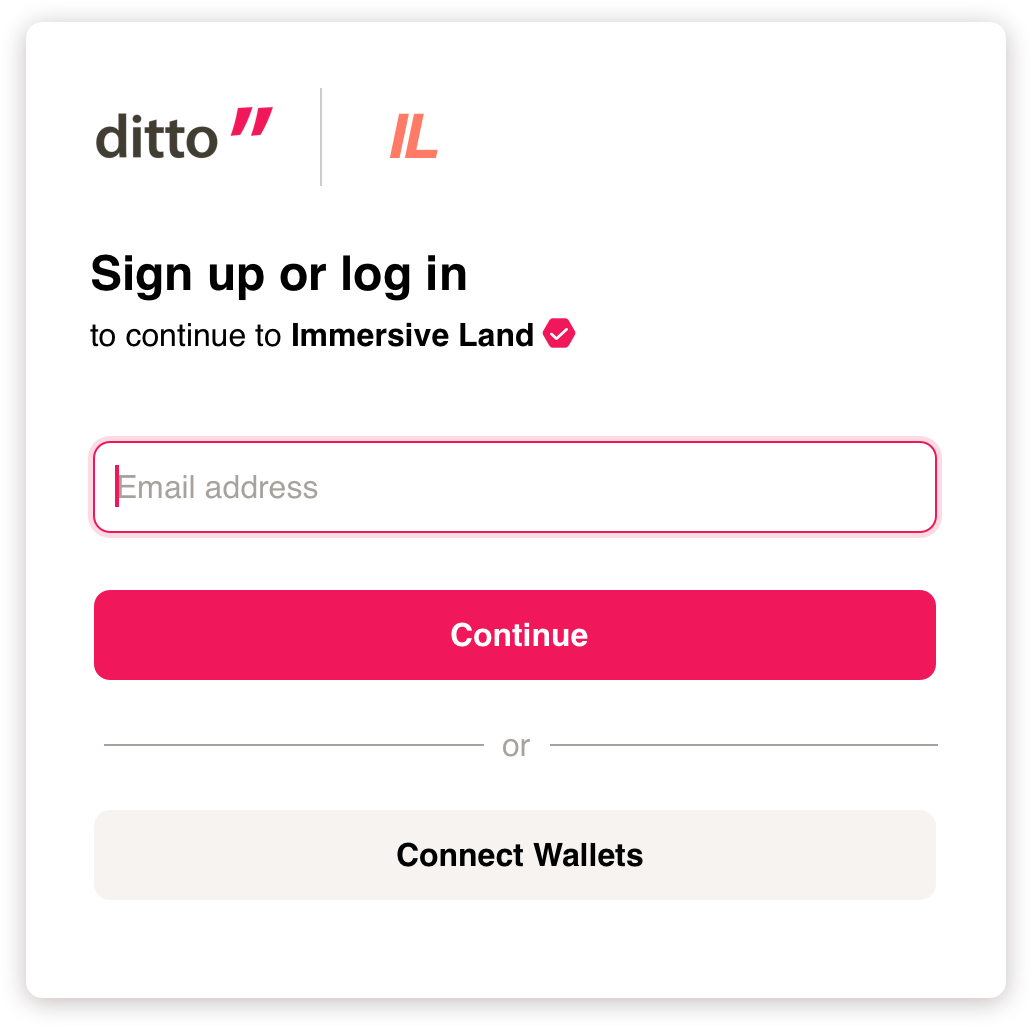 ditto
IL
Sign up or log in
to continue to Immersive Land
Email address
Continue
or
Connect Wallets